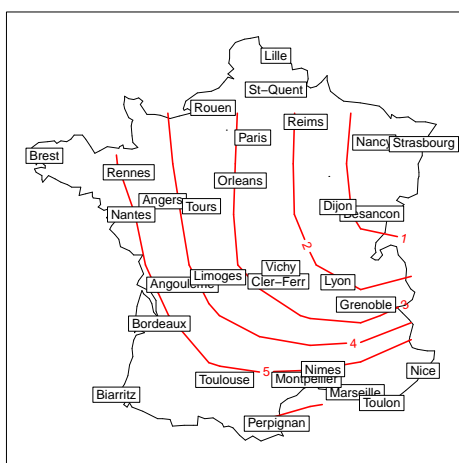 Lille
St-Quent
Rouen
Reims
Paris
Nancy
Strasbourg
Brest
Rennes
Orleans
Angers
Tours
Dijon
Besancon
Nantes
1
2
Vichy
Limoges
Cler-Ferr
Lyon
Angouleme
Grenoble
3
Bordeaux
4
Nimes
Nice
5
Toulouse
Montpellier
Biarritz
Marseille
Toulon
Perpignan